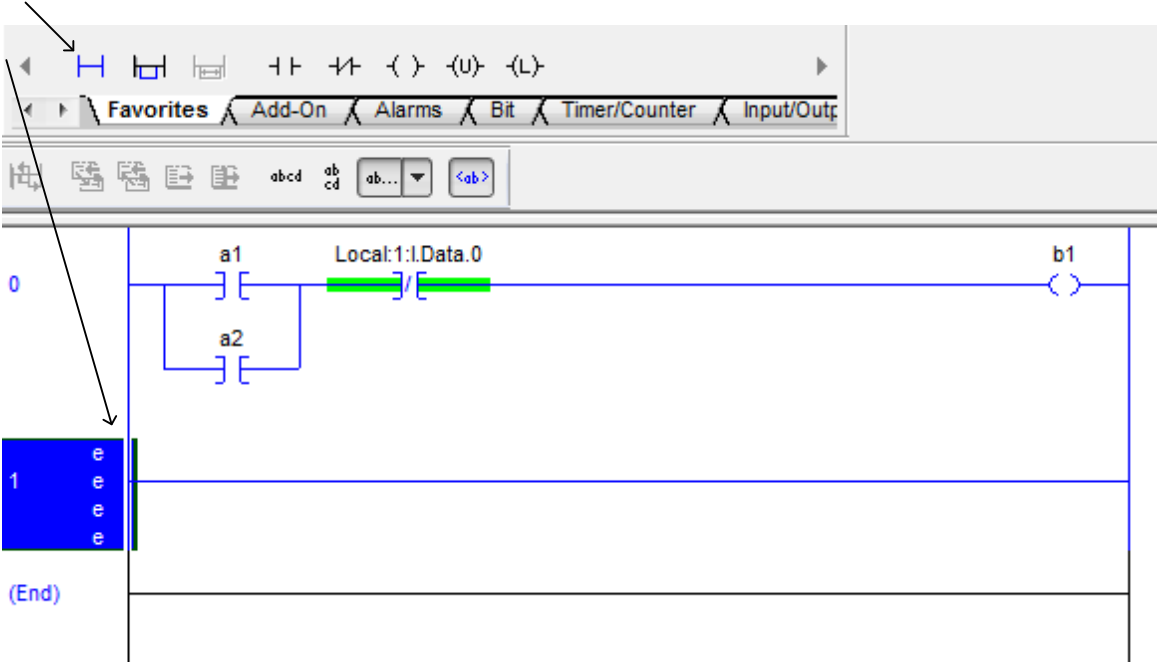 (U) (L)
Favorites Add-On Alarms Bit Timer/Counter Input/Outp
abcd ab cd ab... <ab>
a1 Local:1:I.Data.0 b1
0
a2
e
1 e
e
e
(End)